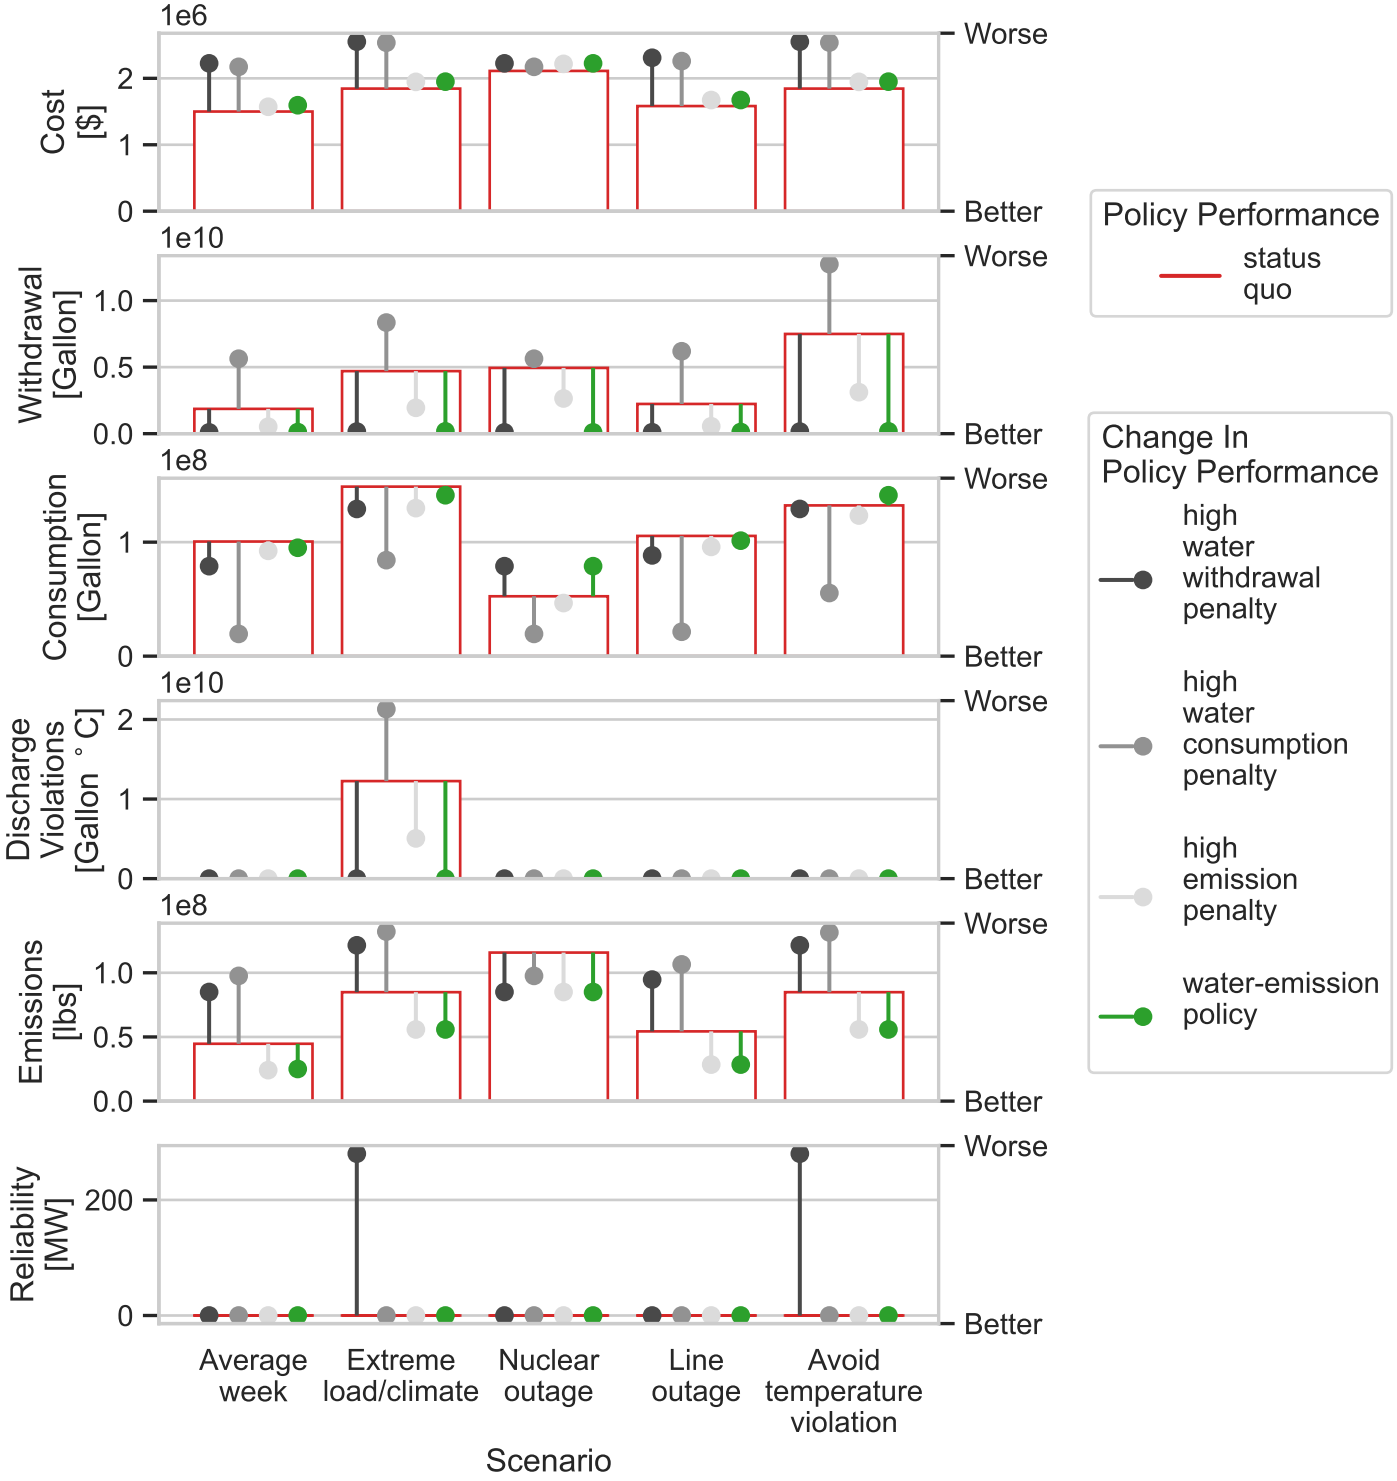 1e6
Cost
[$]
2
1
0
Worse
Better
1e10
Withdrawal
[Gallon]
1.0
0.5
0.0
Worse
Better
1e8
Consumption
[Gallon]
1
0
Worse
Better
1e10
Discharge
Violations
[Gallon °C]
2
1
0
Worse
Better
1e8
Emissions
[lbs]
1.0
0.5
0.0
Worse
Better
Reliability
[MW]
200
0
Worse
Better
Average
week
Extreme
load/climate
Nuclear
outage
Line
outage
Avoid
temperature
violation
Scenario
Policy Performance
status
quo
Change In
Policy Performance
high
water
withdrawal
penalty
high
water
consumption
penalty
high
emission
penalty
water-emission
policy